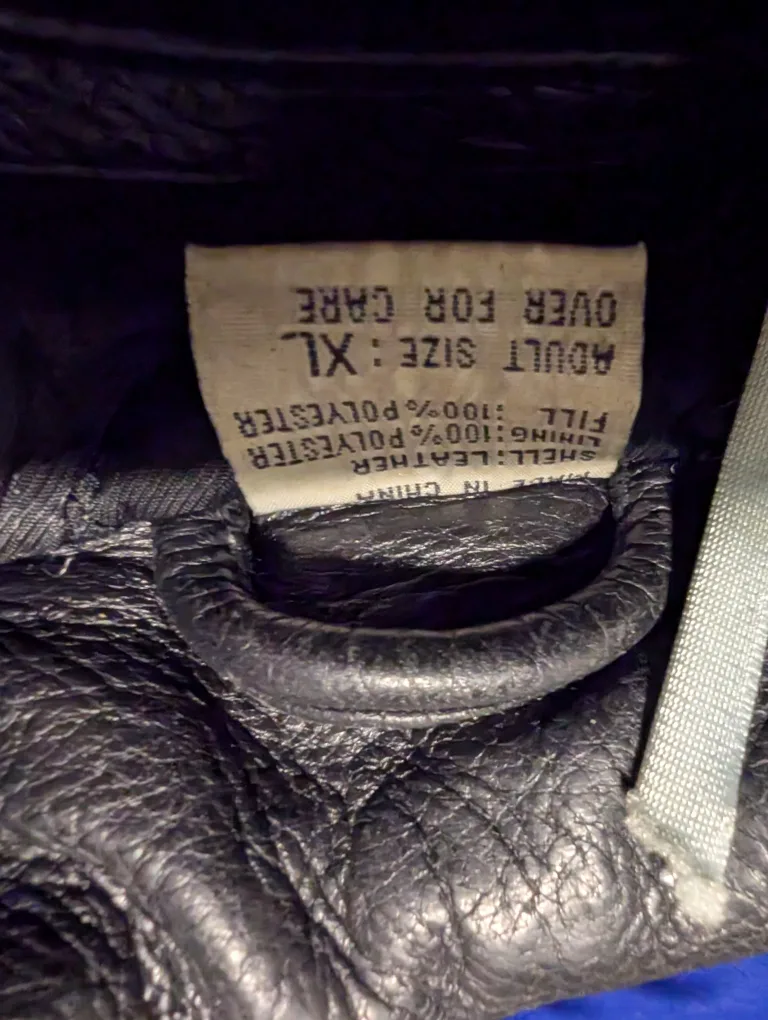 MADE IN CHINA
SHELL:LEATHER
LINING:100%POLYESTER
FILL :100%POLYESTER
ADULT SIZE:XL
OVER FOR CARE